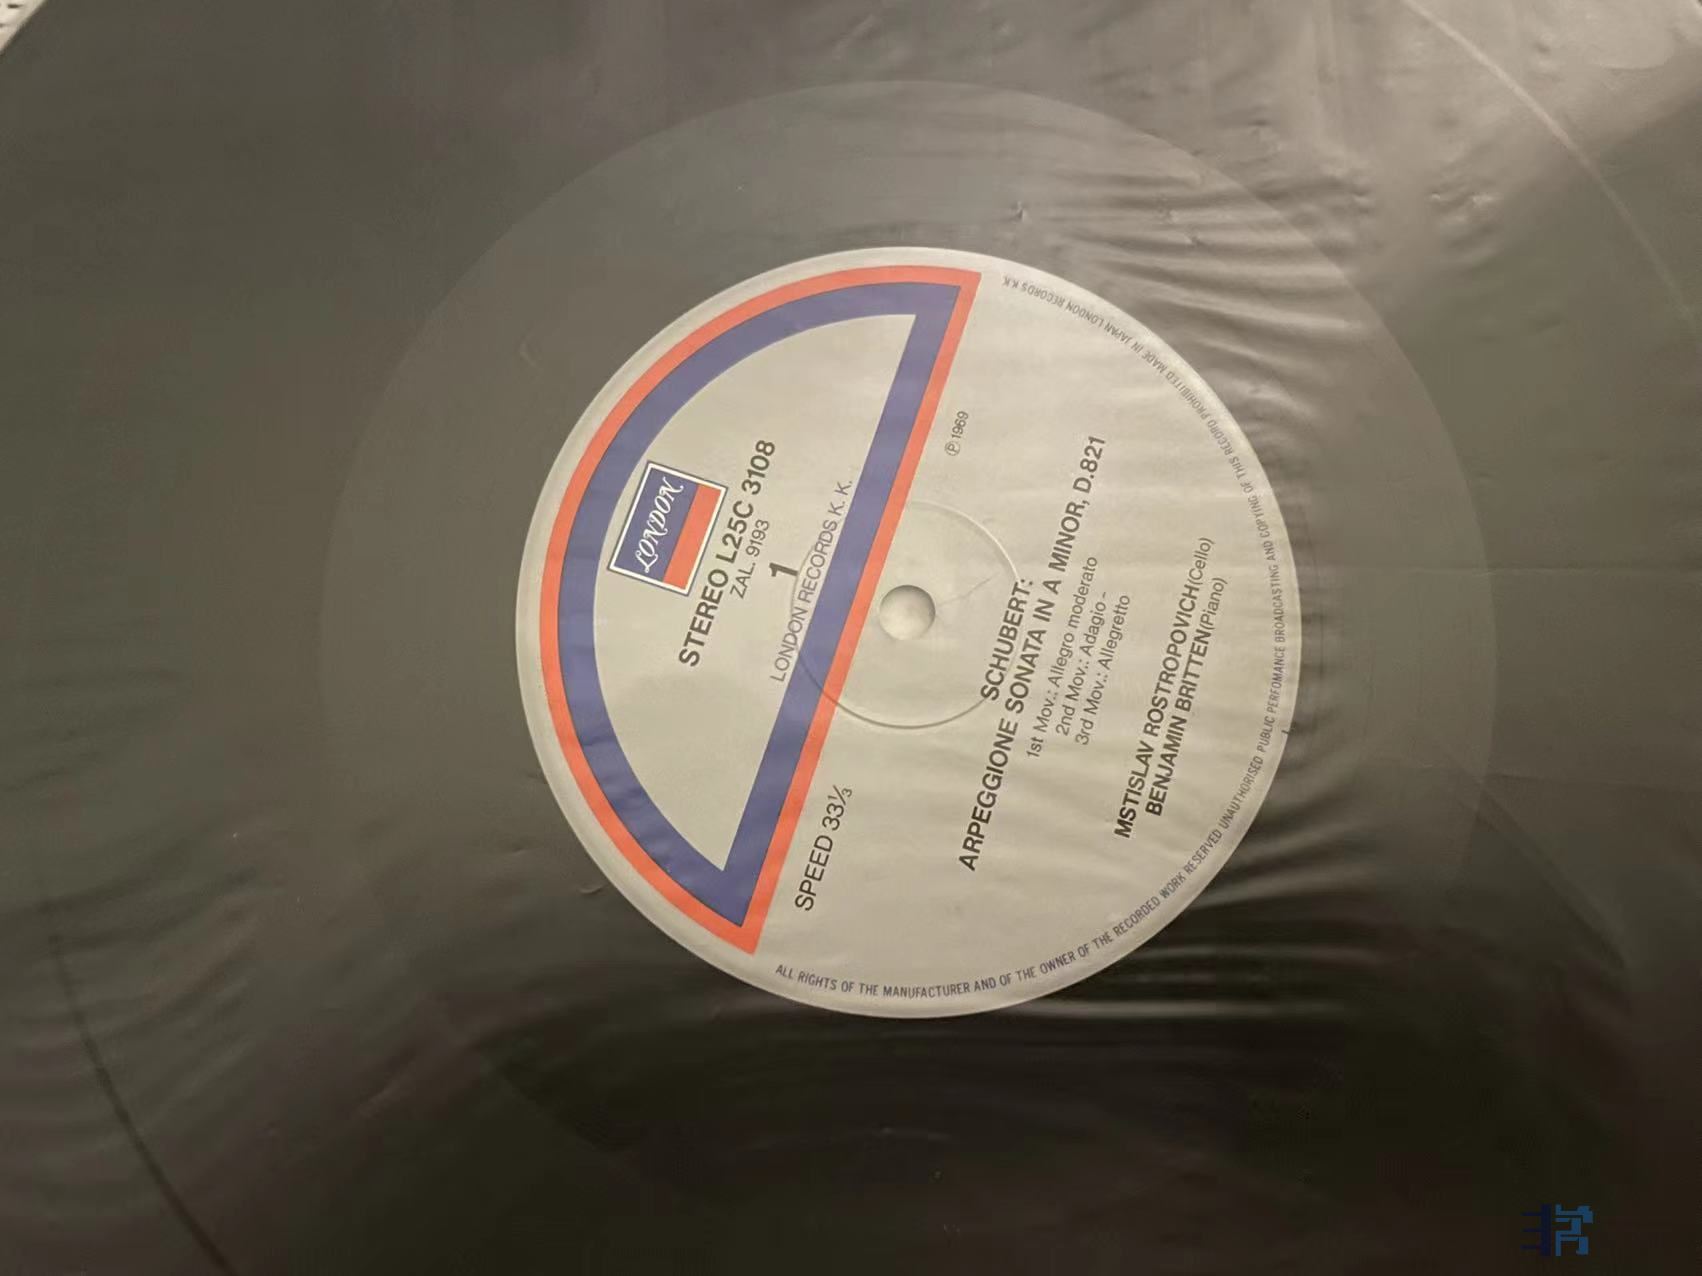 LONDON
STEREO L25C 3108
ZAL. 9193
1
LONDON RECORDS K. K.
SPEED 33⅓
Ⓟ1969
SCHUBERT:
ARPEGGIONE SONATA IN A MINOR, D.821
1st Mov.: Allegro moderato
2nd Mov.: Adagio -
3rd Mov.: Allegretto
MSTISLAV ROSTROPOVICH(Cello)
BENJAMIN BRITTEN(Piano)
ALL RIGHTS OF THE MANUFACTURER AND OF THE OWNER OF THE RECORDED WORK RESERVED UNAUTHORISED PUBLIC PERFOMANCE BROADCASTING AND COPYING OF THIS RECORD PROHIBITED MADE IN JAPAN LONDON RECORDS K.K.